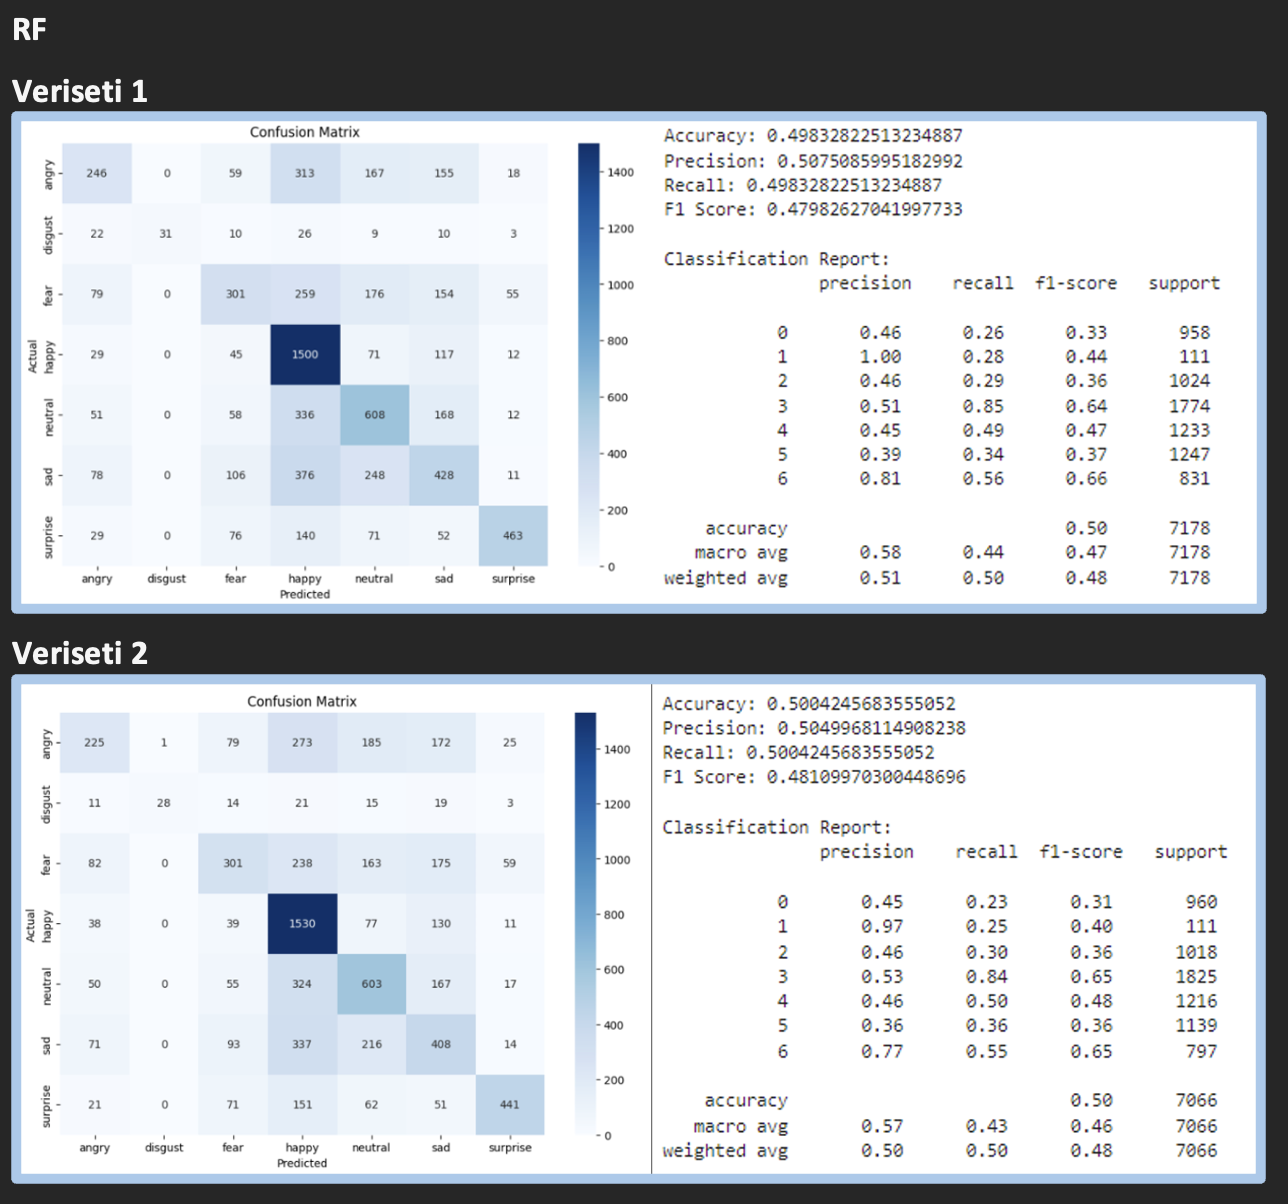 RF
Veriseti 1
Confusion Matrix
angry 246 0 59 313 167 155 18
disgust 22 31 10 26 9 10 3
fear 79 0 301 259 176 154 55
happy 29 0 45 1500 71 117 12
neutral 51 0 58 336 608 168 12
sad 78 0 106 376 248 428 11
surprise 29 0 76 140 71 52 463
Actual
angry disgust fear happy neutral sad surprise
Predicted
1400
1200
1000
800
600
400
200
0
Accuracy: 0.49832822513234887
Precision: 0.5075085995182992
Recall: 0.49832822513234887
F1 Score: 0.47982627041997733
Classification Report:
precision recall f1-score support
0 0.46 0.26 0.33 958
1 1.00 0.28 0.44 111
2 0.46 0.29 0.36 1024
3 0.51 0.85 0.64 1774
4 0.45 0.49 0.47 1233
5 0.39 0.34 0.37 1247
6 0.81 0.56 0.66 831
accuracy 0.50 7178
macro avg 0.58 0.44 0.47 7178
weighted avg 0.51 0.50 0.48 7178
Veriseti 2
Confusion Matrix
angry 225 1 79 273 185 172 25
disgust 11 28 14 21 15 19 3
fear 82 0 301 238 163 175 59
happy 38 0 39 1530 77 130 11
neutral 50 0 55 324 603 167 17
sad 71 0 93 337 216 408 14
surprise 21 0 71 151 62 51 441
Actual
angry disgust fear happy neutral sad surprise
Predicted
1400
1200
1000
800
600
400
200
0
Accuracy: 0.5004245683555052
Precision: 0.5049968114908238
Recall: 0.5004245683555052
F1 Score: 0.48109970300448696
Classification Report:
precision recall f1-score support
0 0.45 0.23 0.31 960
1 0.97 0.25 0.40 111
2 0.46 0.30 0.36 1018
3 0.53 0.84 0.65 1825
4 0.46 0.50 0.48 1216
5 0.36 0.36 0.36 1139
6 0.77 0.55 0.65 797
accuracy 0.50 7066
macro avg 0.57 0.43 0.46 7066
weighted avg 0.50 0.50 0.48 7066